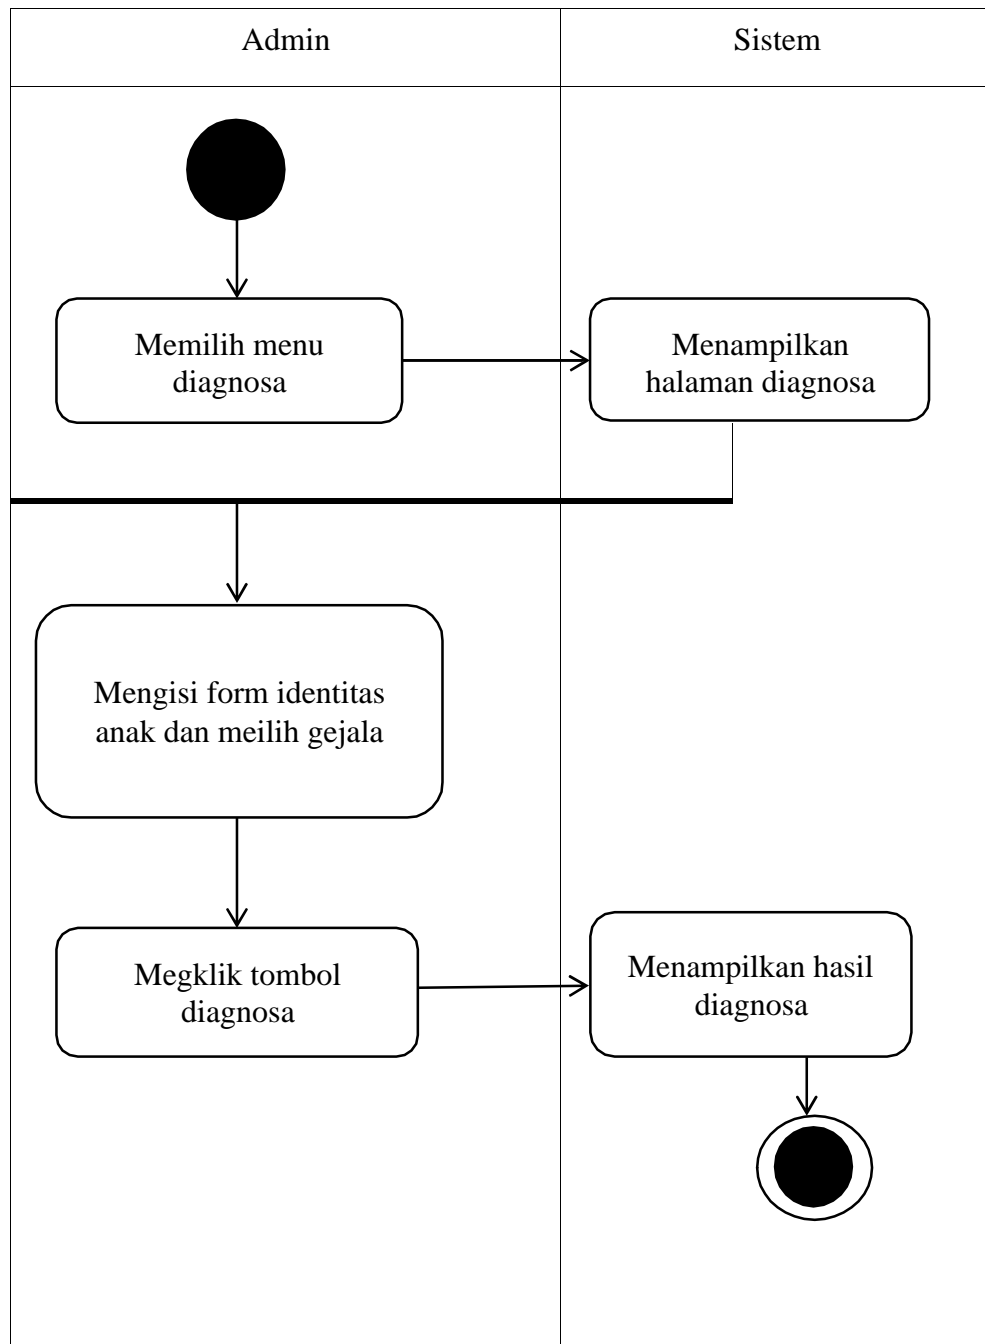 Admin
Sistem
Memilih menu
diagnosa
Menampilkan
halaman diagnosa
Mengisi form identitas
anak dan meilih gejala
Megklik tombol
diagnosa
Menampilkan hasil
diagnosa